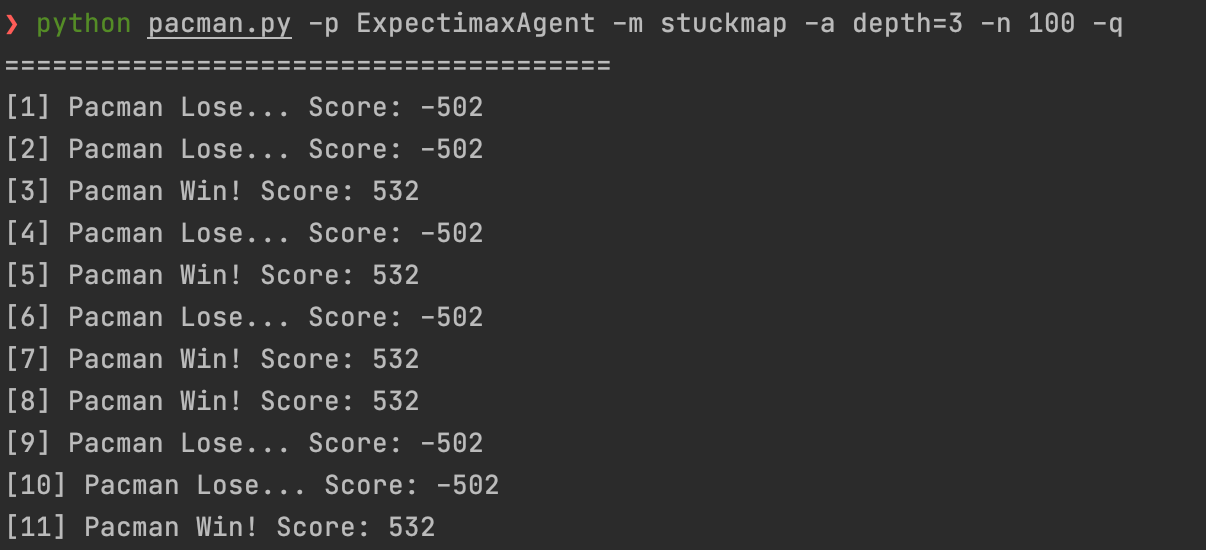 ❯ python pacman.py -p ExpectimaxAgent -m stuckmap -a depth=3 -n 100 -q
======================================
[1] Pacman Lose... Score: -502
[2] Pacman Lose... Score: -502
[3] Pacman Win! Score: 532
[4] Pacman Lose... Score: -502
[5] Pacman Win! Score: 532
[6] Pacman Lose... Score: -502
[7] Pacman Win! Score: 532
[8] Pacman Win! Score: 532
[9] Pacman Lose... Score: -502
[10] Pacman Lose... Score: -502
[11] Pacman Win! Score: 532